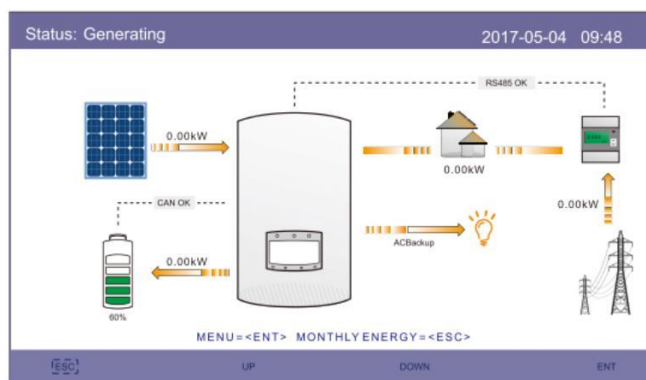 Status: Generating
2017-05-04 09:48
RS485 OK
0.00kW
0.00kW
CAN OK
0.00kW
ACBackup
0.00kW
60%
MENU=<ENT> MONTHLY ENERGY=<ESC>
ESC UP DOWN ENT